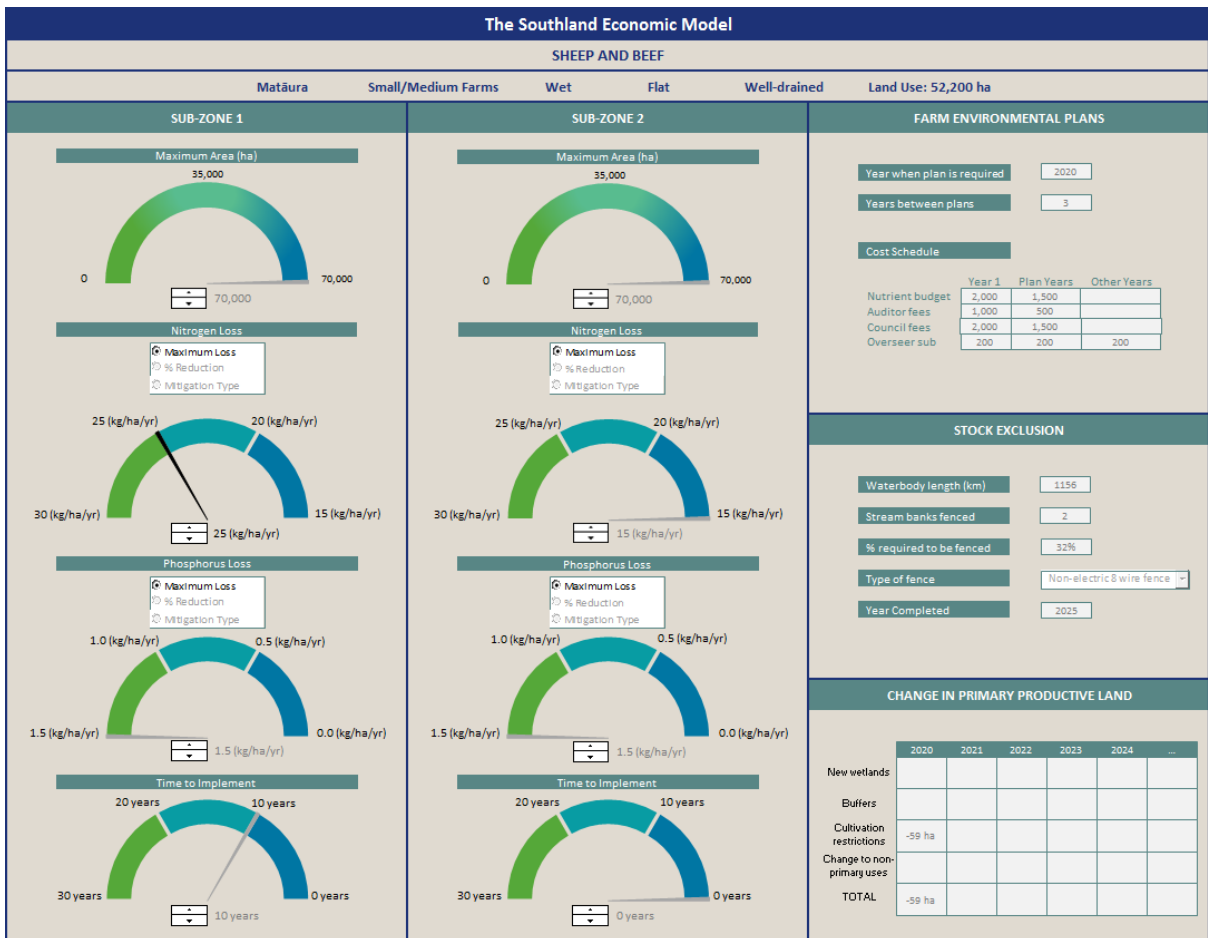 The Southland Economic Model
SHEEP AND BEEF
Matāura Small/Medium Farms Wet Flat Well-drained Land Use: 52,200 ha
SUB-ZONE 1
Maximum Area (ha)
35,000
0 70,000
70,000
Nitrogen Loss
Maximum Loss
% Reduction
Mitigation Type
25 (kg/ha/yr) 20 (kg/ha/yr)
30 (kg/ha/yr) 15 (kg/ha/yr)
25 (kg/ha/yr)
Phosphorus Loss
Maximum Loss
% Reduction
Mitigation Type
1.0 (kg/ha/yr) 0.5 (kg/ha/yr)
1.5 (kg/ha/yr) 0.0 (kg/ha/yr)
1.5 (kg/ha/yr)
Time to Implement
20 years 10 years
30 years 0 years
10 years
SUB-ZONE 2
Maximum Area (ha)
35,000
0 70,000
70,000
Nitrogen Loss
Maximum Loss
% Reduction
Mitigation Type
25 (kg/ha/yr) 20 (kg/ha/yr)
30 (kg/ha/yr) 15 (kg/ha/yr)
15 (kg/ha/yr)
Phosphorus Loss
Maximum Loss
% Reduction
Mitigation Type
1.0 (kg/ha/yr) 0.5 (kg/ha/yr)
1.5 (kg/ha/yr) 0.0 (kg/ha/yr)
1.5 (kg/ha/yr)
Time to Implement
20 years 10 years
30 years 0 years
0 years
FARM ENVIRONMENTAL PLANS
Year when plan is required 2020
Years between plans 3
Cost Schedule
Year 1 Plan Years Other Years
Nutrient budget 2,000 1,500
Auditor fees 1,000 500
Council fees 2,000 1,500
Overseer sub 200 200 200
STOCK EXCLUSION
Waterbody length (km) 1156
Stream banks fenced 2
% required to be fenced 32%
Type of fence Non-electric 8 wire fence
Year Completed 2025
CHANGE IN PRIMARY PRODUCTIVE LAND
2020 2021 2022 2023 2024 ...
New wetlands
Buffers
Cultivation
restrictions -59 ha
Change to non-
primary uses
TOTAL -59 ha